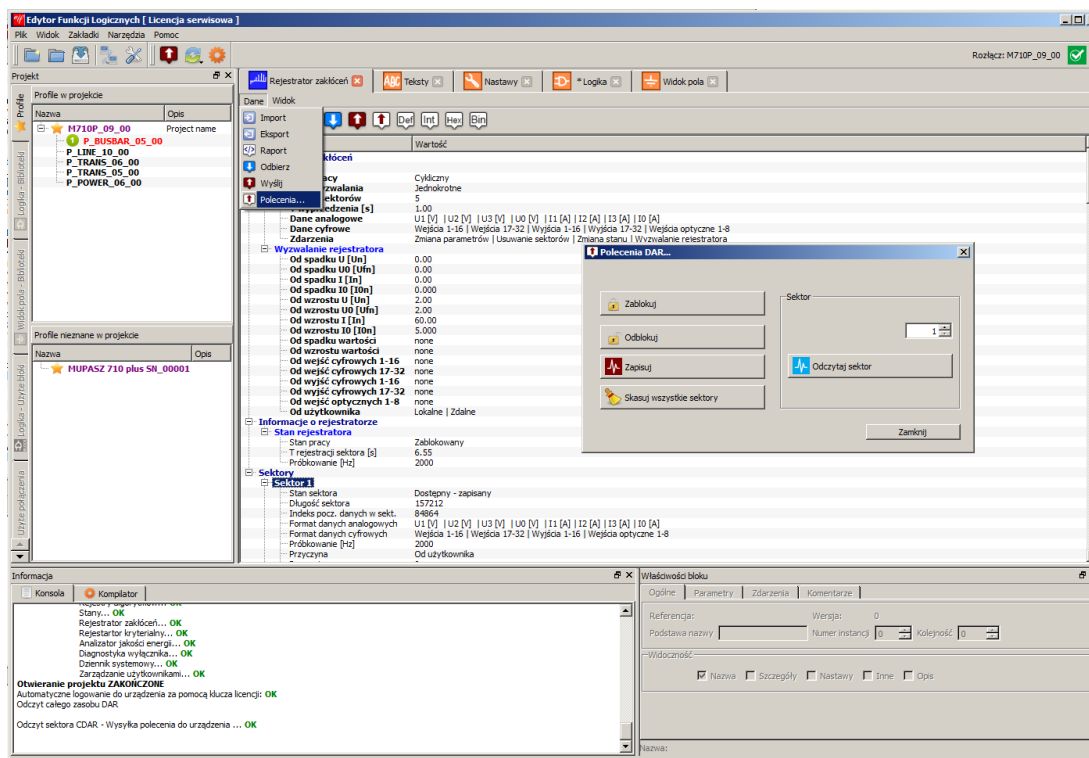 Edytor Funkcji Logicznych [ Licencja serwisowa ]
Plik Widok Zakładki Narzędzia Pomoc
Rozłącz: M710P_09_00
Projekt
Profile
Logika - Biblioteki
Widok pola - Biblioteki
Logika - Użyte bloki
Użyte połączenia
Profile w projekcie
Nazwa Opis
M710P_09_00 Project name
1 P_BUSBAR_05_00
P_LINE_10_00
P_TRANS_06_00
P_TRANS_05_00
P_POWER_06_00
Profile nieznane w projekcie
Nazwa Opis
MUPASZ 710 plus SN_00001
Rejestrator zakłóceń ABC Teksty Nastawy * Logika Widok pola
Dane Widok
Import
Eksport
Raport
Odbierz
Wyślij
Polecenia...
Def Int Hex Bin
Wartość
Cykliczny
Jednokrotne
5
1.00
Dane analogowe U1 [V] | U2 [V] | U3 [V] | U0 [V] | I1 [A] | I2 [A] | I3 [A] | I0 [A]
Dane cyfrowe Wejścia 1-16 | Wejścia 17-32 | Wyjścia 1-16 | Wyjścia 17-32 | Wejścia optyczne 1-8
Zdarzenia Zmiana parametrów | Usuwanie sektorów | Zmiana stanu | Wyzwalanie rejestratora
Wyzwalanie rejestratora
Od spadku U [Un] 0.00
Od spadku U0 [Ufn] 0.00
Od spadku I [In] 0.00
Od spadku I0 [I0n] 0.000
Od wzrostu U [Un] 2.00
Od wzrostu U0 [Ufn] 2.00
Od wzrostu I [In] 60.00
Od wzrostu I0 [I0n] 5.000
Od spadku wartości none
Od wzrostu wartości none
Od wejść cyfrowych 1-16 none
Od wejść cyfrowych 17-32 none
Od wyjść cyfrowych 1-16 none
Od wyjść cyfrowych 17-32 none
Od wejść optycznych 1-8 none
Od użytkownika Lokalne | Zdalne
Informacje o rejestratorze
Stan rejestratora
Stan pracy Zablokowany
T rejestracji sektora [s] 6.55
Próbkowanie [Hz] 2000
Sektory
Sektor 1
Stan sektora Dostępny - zapisany
Długość sektora 157212
Indeks pocz. danych w sekt. 84864
Format danych analogowych U1 [V] | U2 [V] | U3 [V] | U0 [V] | I1 [A] | I2 [A] | I3 [A] | I0 [A]
Format danych cyfrowych Wejścia 1-16 | Wejścia 17-32 | Wyjścia 1-16 | Wejścia optyczne 1-8
Próbkowanie [Hz] 2000
Przyczyna Od użytkownika
Polecenia DAR...
Zablokuj
Odblokuj
Zapisuj
Skasuj wszystkie sektory
Sektor
1
Odczytaj sektor
Zamknij
Informacja
Konsola Kompilator
Stany... OK
Rejestrator zakłóceń... OK
Rejestartor kryterialny... OK
Analizator jakości energii... OK
Diagnostyka wyłącznika... OK
Dziennik systemowy... OK
Zarządzanie użytkownikami... OK
Otwieranie projektu ZAKOŃCZONE
Automatyczne logowanie do urządzenia za pomocą klucza licencji: OK
Odczyt całego zasobu DAR
Odczyt sektora CDAR - Wysyłka polecenia do urządzenia ... OK
Właściwości bloku
Ogólne Parametry Zdarzenia Komentarze
Referencja: Wersja: 0
Podstawa nazwy Numer instancji 0 Kolejność 0
Widoczność
Nazwa Szczegóły Nastawy Inne Opis
Nazwa: